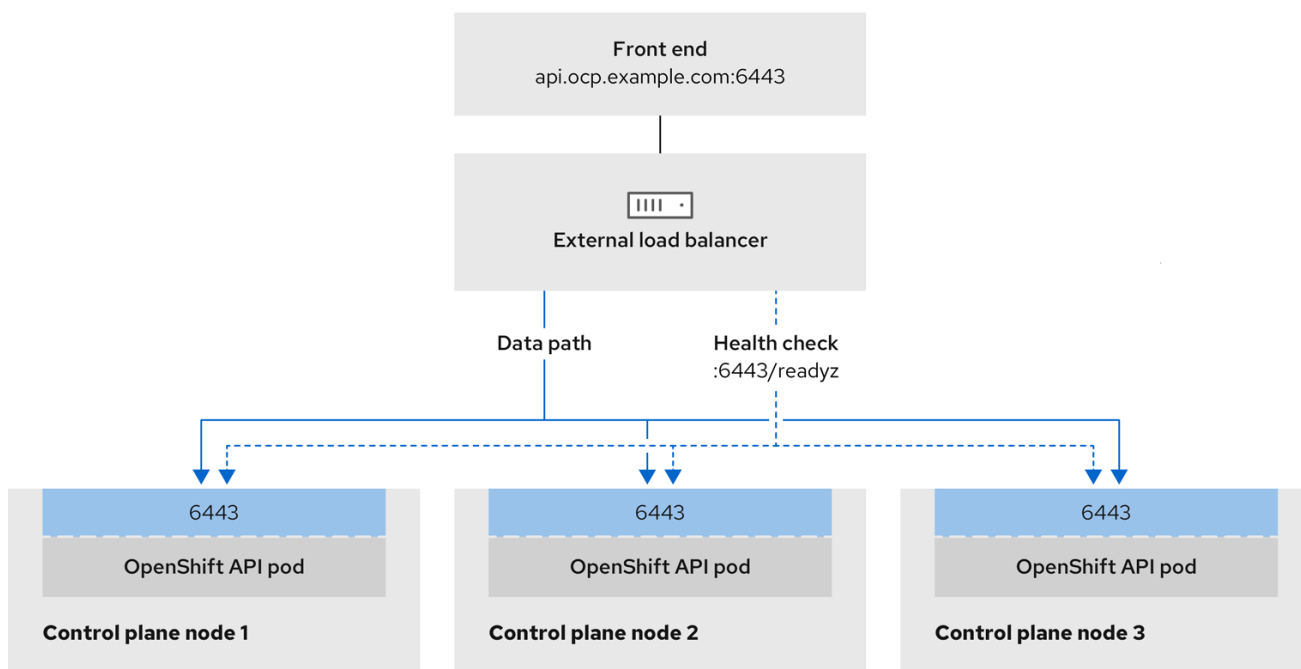 Front end
api.ocp.example.com:6443
External load balancer
Data path
Health check
:6443/readyz
6443
6443
6443
OpenShift API pod
OpenShift API pod
OpenShift API pod
Control plane node 1
Control plane node 2
Control plane node 3